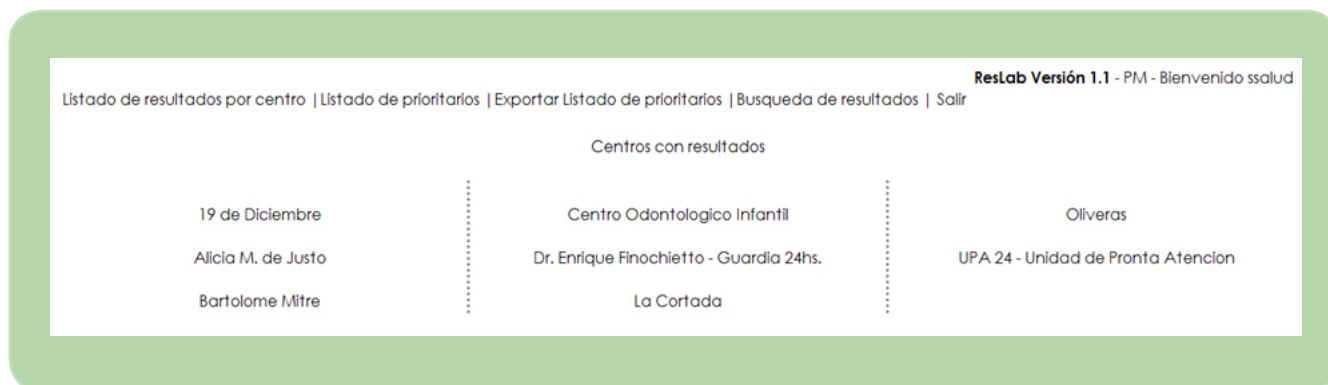 ResLab Versión 1.1 - PM - Bienvenido ssalud
Listado de resultados por centro | Listado de prioritarios | Exportar Listado de prioritarios | Busqueda de resultados | Salir
Centros con resultados
19 de Diciembre
Alicia M. de Justo
Bartolome Mitre
Centro Odontologico Infantil
Dr. Enrique Finochietto - Guardia 24hs.
La Cortada
Oliveras
UPA 24 - Unidad de Pronta Atencion